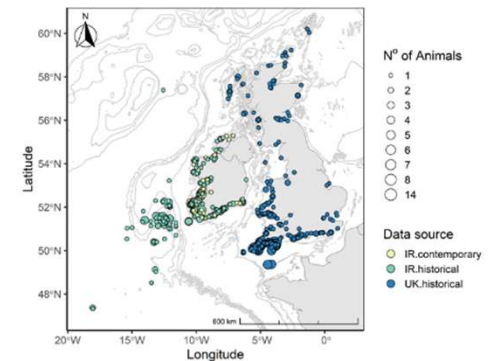 N
60°N
58°N
56°N
54°N
52°N
50°N
48°N
Latitude
20°W
15°W
10°W
5°W
0°
Longitude
600 km
Nº of Animals
1
2
3
4
5
6
7
8
14
Data source
IR.contemporary
IR.historical
UK.historical